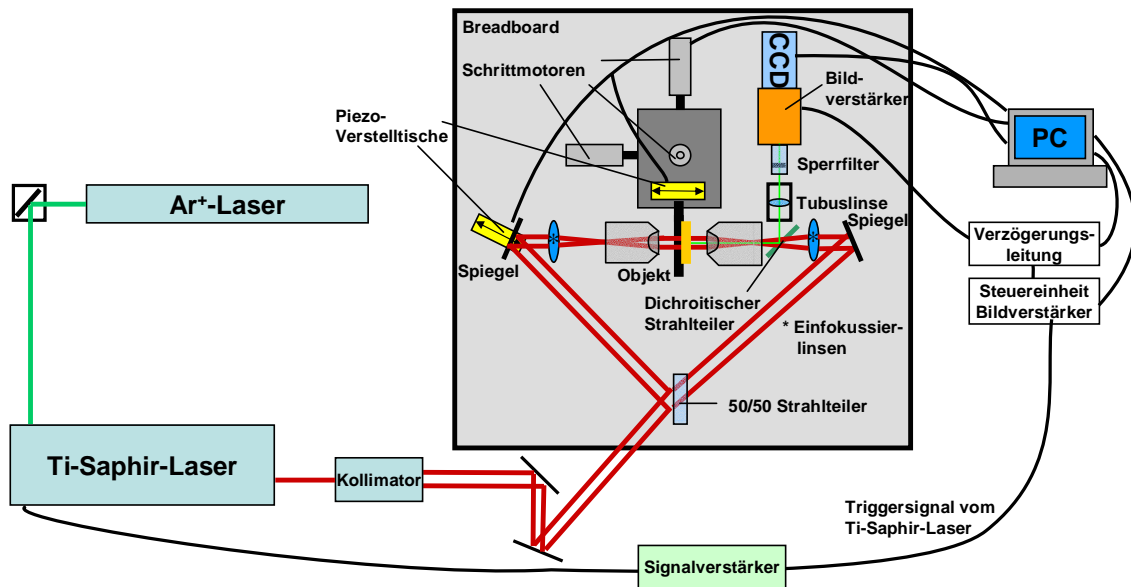 Breadboard
CCD
Schrittmotoren
Bild-
verstärker
Piezo-
Verstelltische
PC
Sperrfilter
Ar+-Laser
Tubuslinse
Spiegel
*
*
Spiegel
Objekt
Verzögerungs-
leitung
Dichroitischer
Strahlteiler
Steuereinheit
Bildverstärker
* Einfokussier-
linsen
50/50 Strahlteiler
Ti-Saphir-Laser
Kollimator
Triggersignal vom
Ti-Saphir-Laser
Signalverstärker